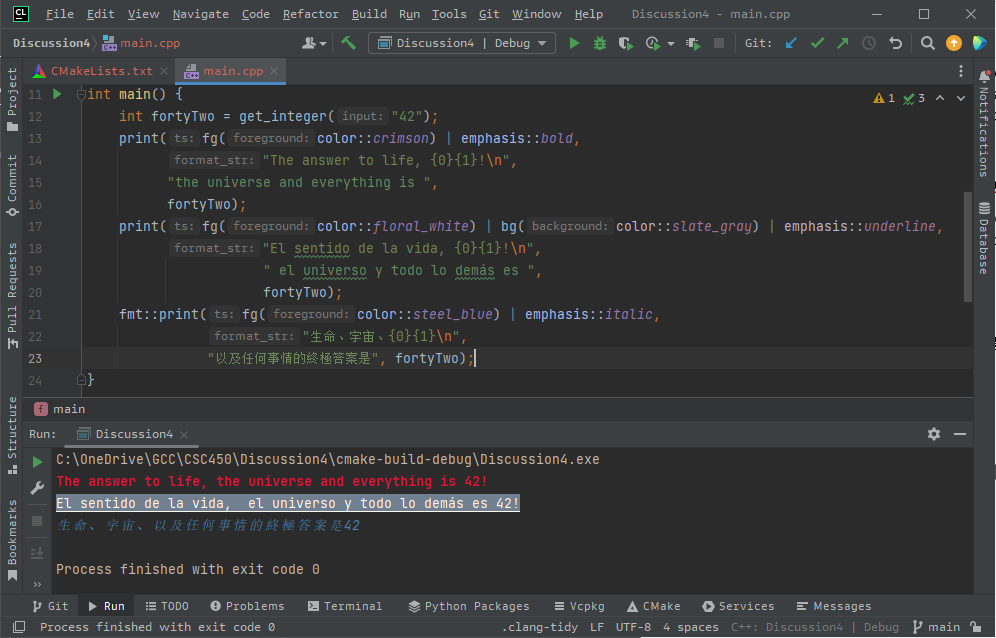 CL File Edit View Navigate Code Refactor Build Run Tools Git Window Help Discussion4 - main.cpp
Discussion4 main.cpp Discussion4 | Debug Git:
CMakeLists.txt main.cpp
Project
Commit
Pull Requests
Structure
Bookmarks
Notifications
Database
1 3
11 int main() {
12 int fortyTwo = get_integer( input: "42");
13 print( ts: fg( foreground: color::crimson) | emphasis::bold,
14 format_str: "The answer to life, {0}{1}!\n",
15 "the universe and everything is ",
16 fortyTwo);
17 print( ts: fg( foreground: color::floral_white) | bg( background: color::slate_gray) | emphasis::underline,
18 format_str: "El sentido de la vida, {0}{1}!\n",
19 " el universo y todo lo demás es ",
20 fortyTwo);
21 fmt::print( ts: fg( foreground: color::steel_blue) | emphasis::italic,
22 format_str: "生命、宇宙、{0}{1}\n",
23 "以及任何事情的終極答案是", fortyTwo);
24 }
f main
Run: Discussion4
C:\OneDrive\GCC\CSC450\Discussion4\cmake-build-debug\Discussion4.exe
The answer to life, the universe and everything is 42!
El sentido de la vida,  el universo y todo lo demás es 42!
生命、宇宙、以及任何事情的終極答案是42
Process finished with exit code 0
Git Run TODO Problems Terminal Python Packages Vcpkg CMake Services Messages
Process finished with exit code 0 .clang-tidy LF UTF-8 4 spaces C++: Discussion4 | Debug main